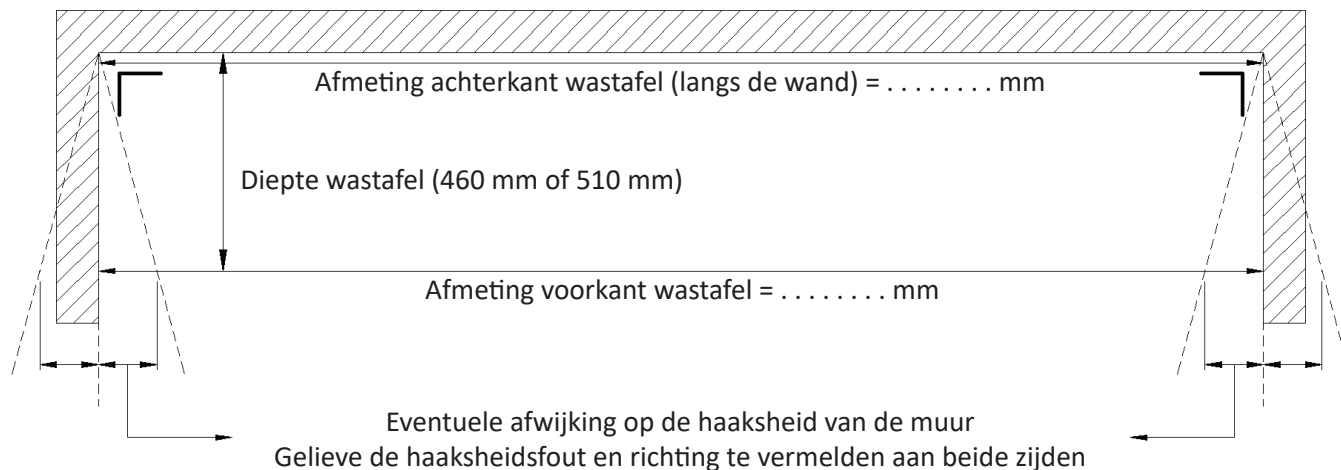 Afmeting achterkant wastafel (langs de wand) = . . . . . . . . mm
Diepte wastafel (460 mm of 510 mm)
Afmeting voorkant wastafel = . . . . . . . . mm
Eventuele afwijking op de haaksheid van de muur
Gelieve de haaksheidsfout en richting te vermelden aan beide zijden